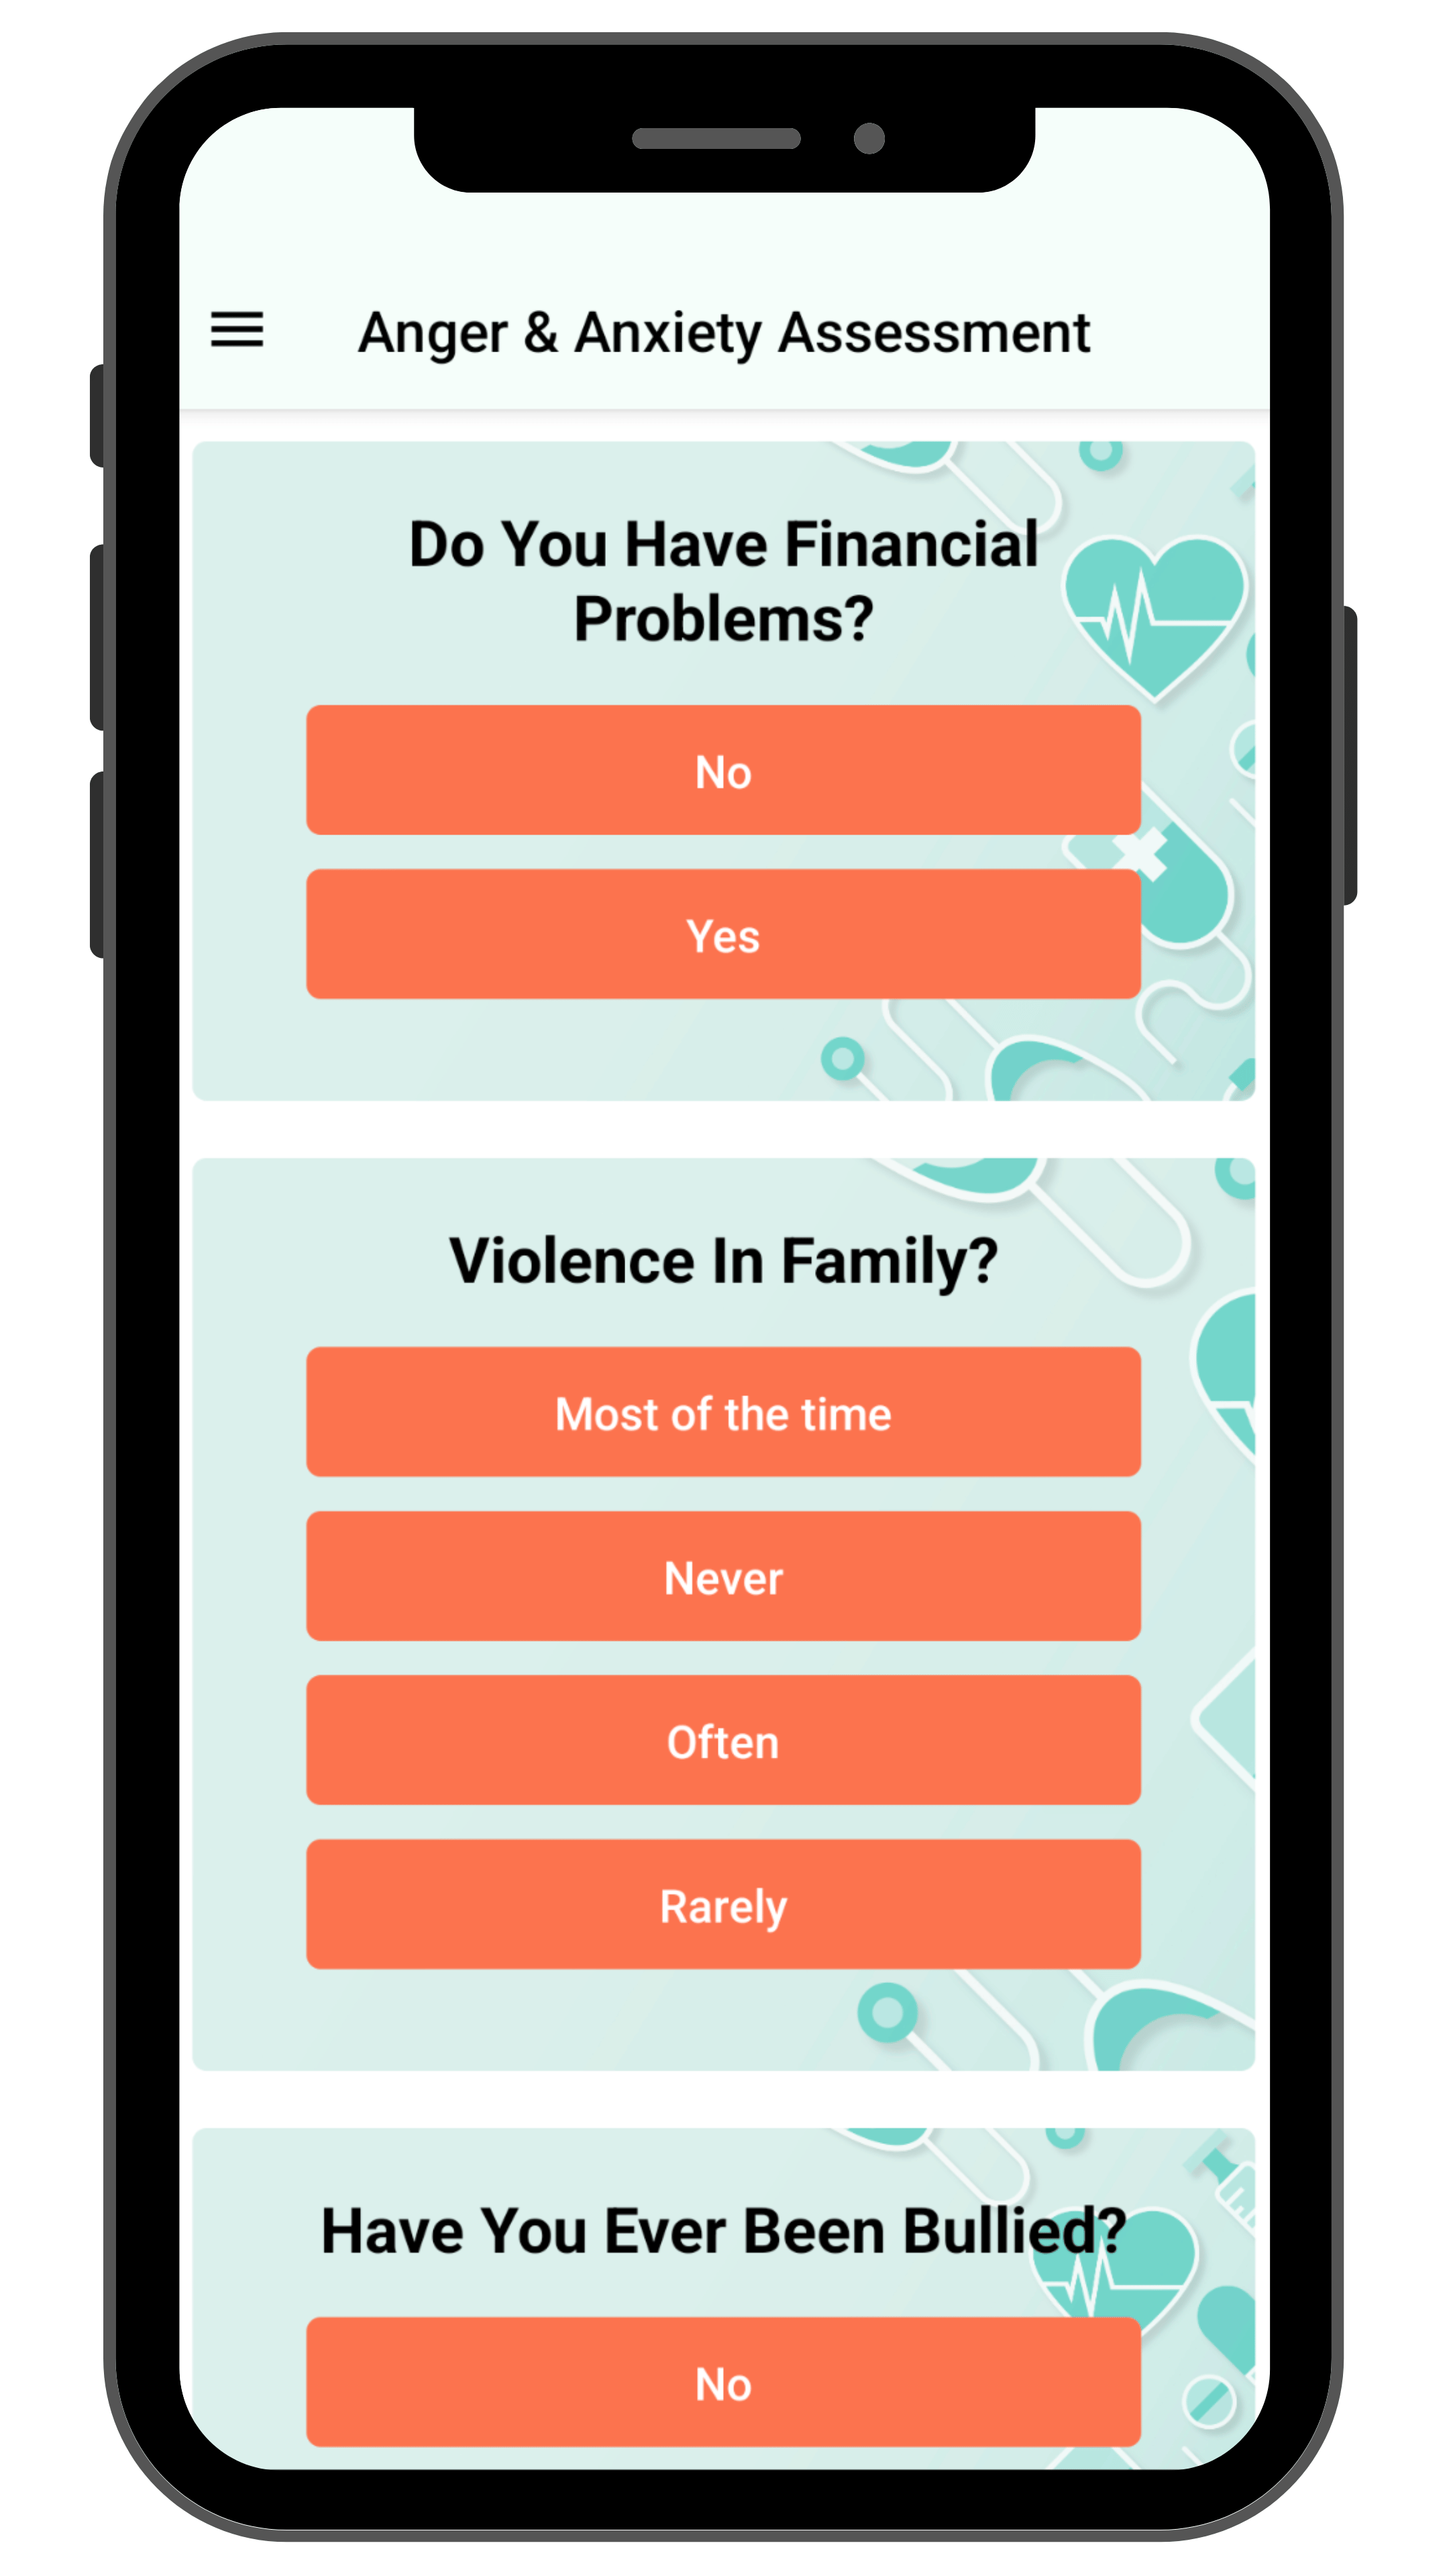 Anger & Anxiety Assessment
Do You Have Financial
Problems?
No
Yes
Violence In Family?
Most of the time
Never
Often
Rarely
Have You Ever Been Bullied?
No